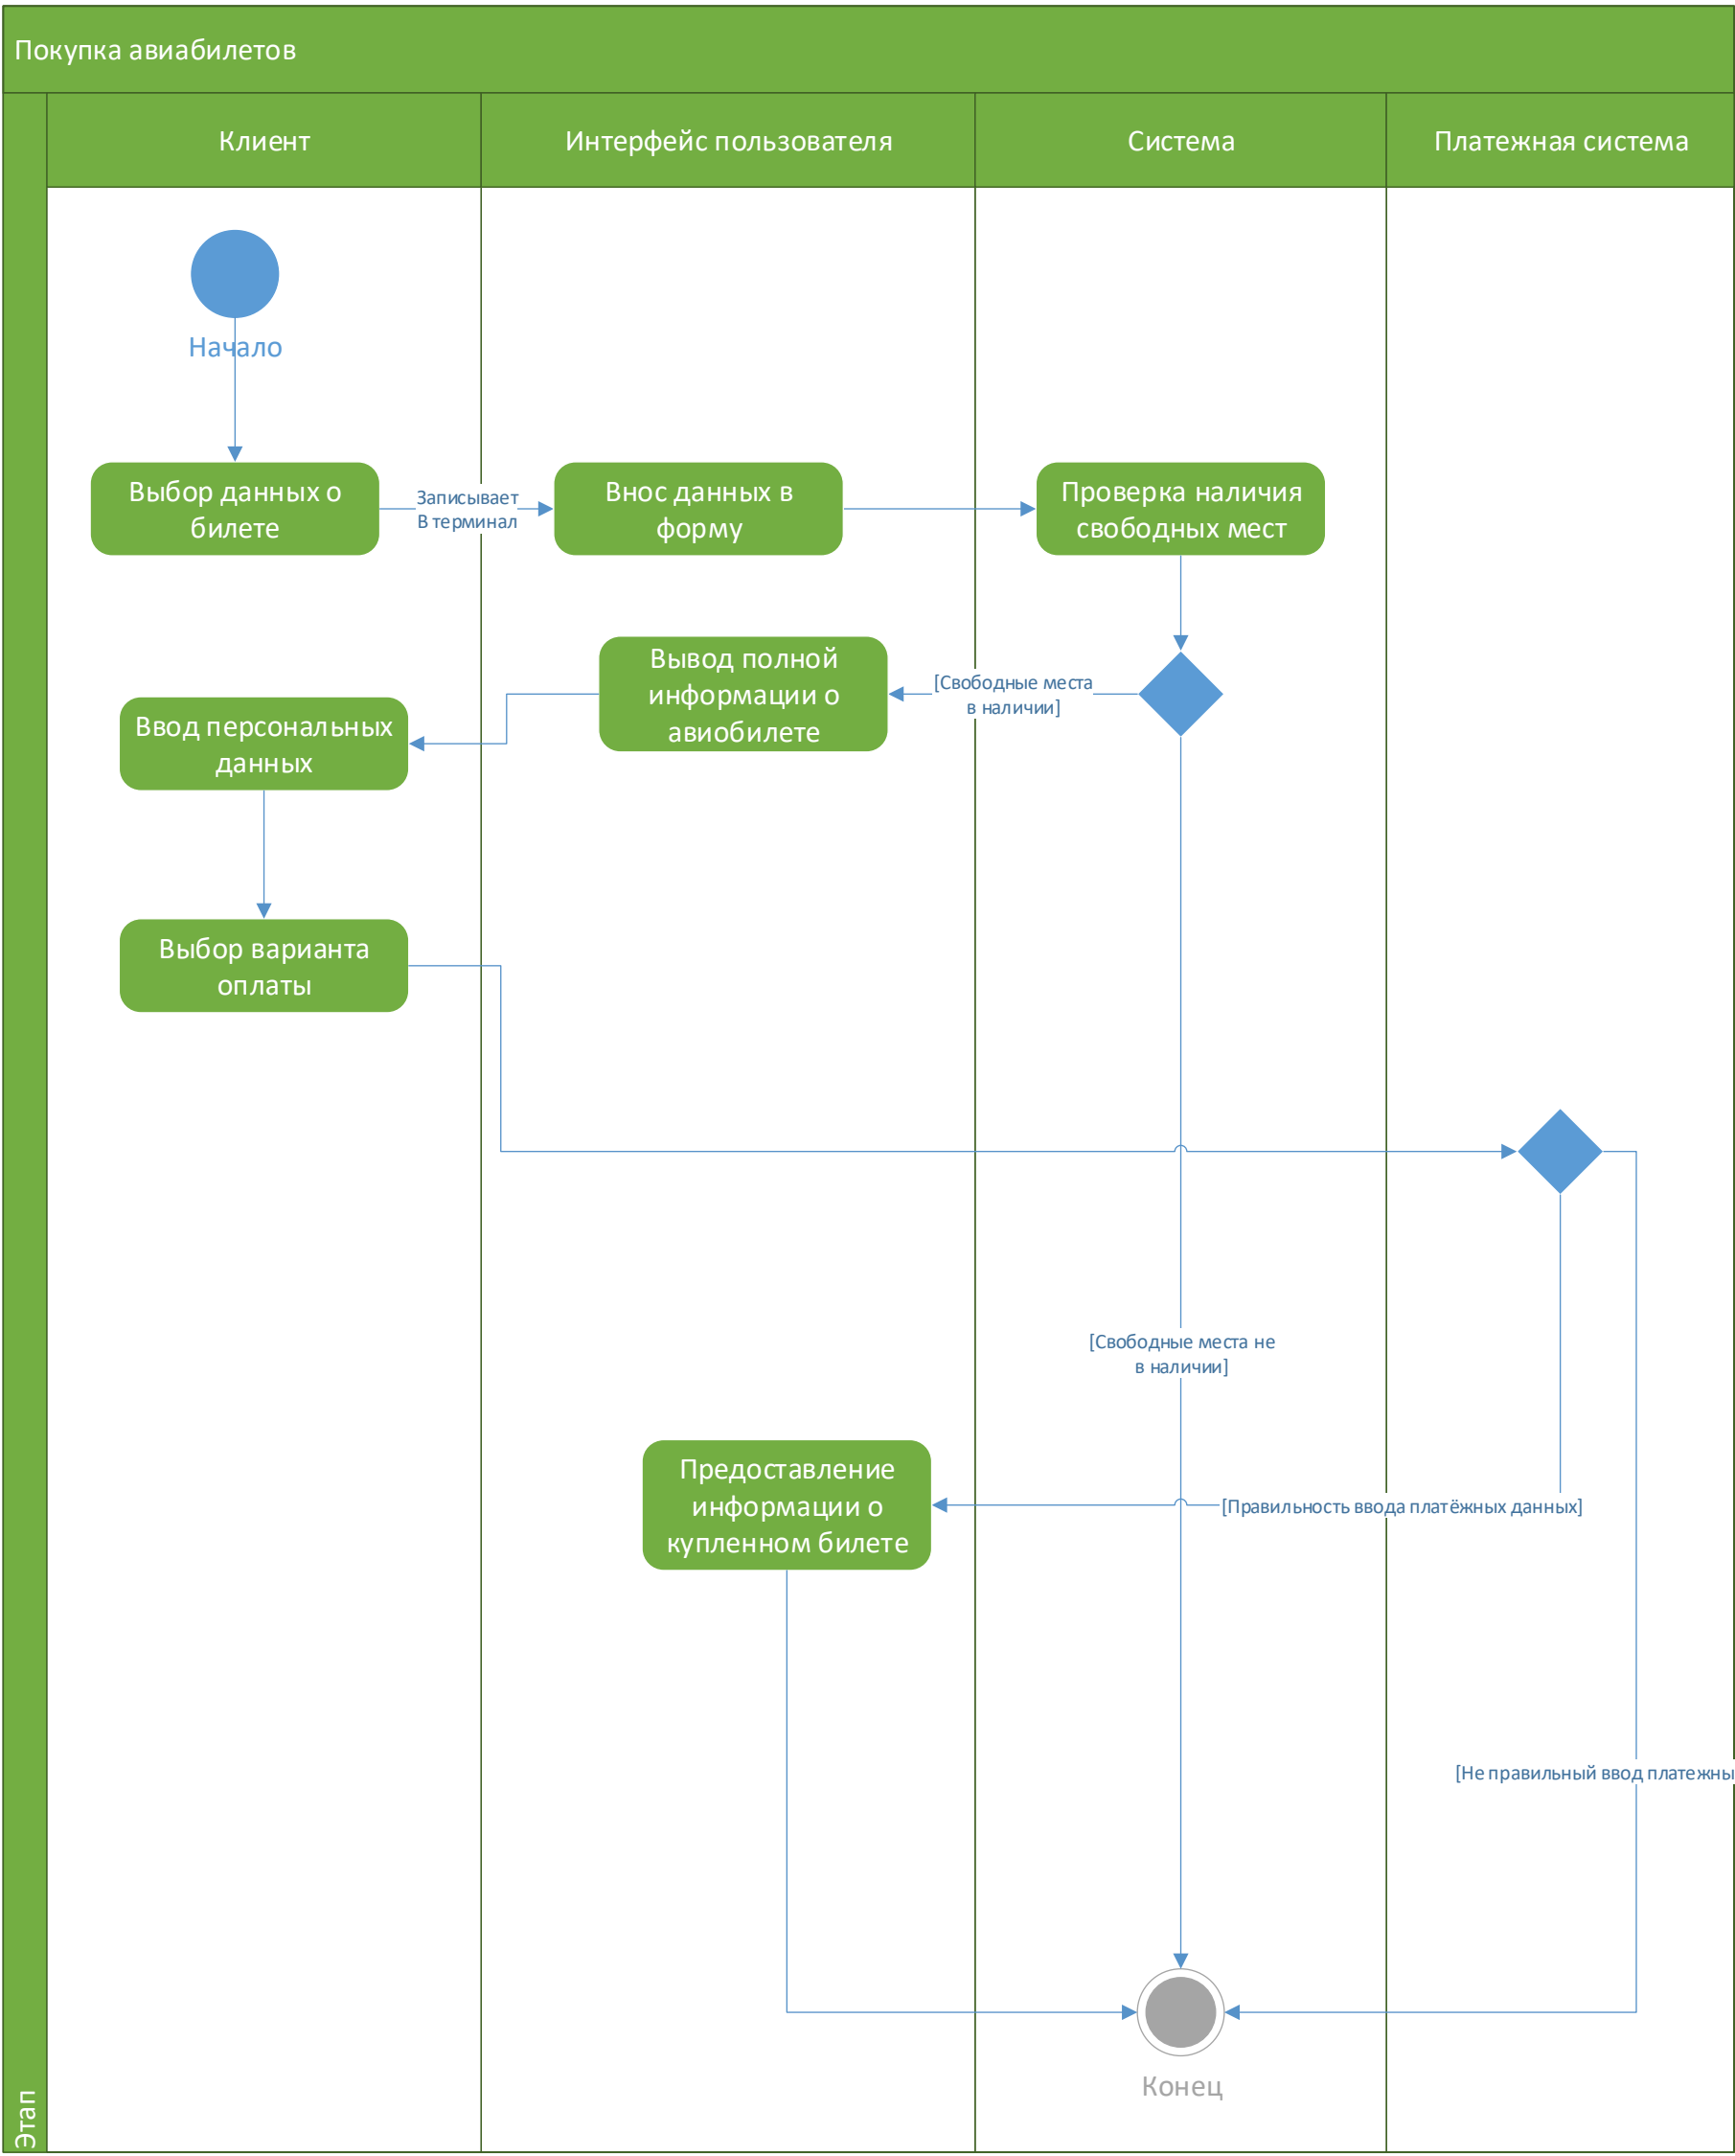 Покупка авиабилетов
Клиент
Интерфейс пользователя
Система
Платежная система
Начало
Выбор данных о
билете
Записывает
В терминал
Внос данных в
форму
Проверка наличия
свободных мест
Вывод полной
информации о
авиобилете
[Свободные места
в наличии]
Ввод персональных
данных
Выбор варианта
оплаты
[Свободные места не
в наличии]
Предоставление
информации о
купленном билете
[Правильность ввода платёжных данных]
[Не правильный ввод платежны
Конец
Этап